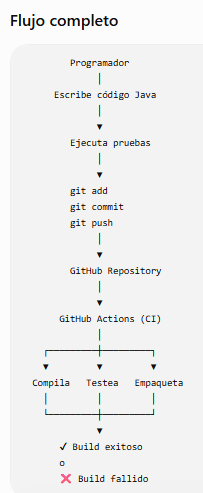 Flujo completo
Programador
Escribe código Java
Ejecuta pruebas
git add
git commit
git push
GitHub Repository
GitHub Actions (CI)
Compila Testea Empaqueta
✓ Build exitoso
o
❌ Build fallido